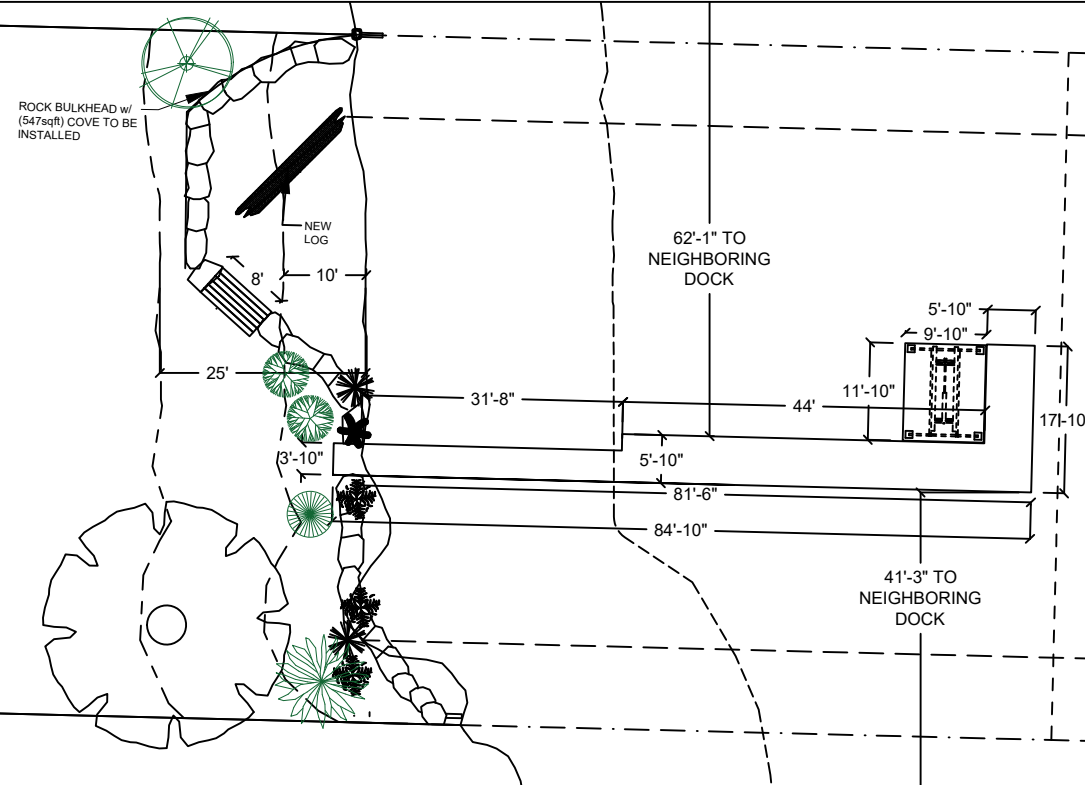 ROCK BULKHEAD w/
(547sqft) COVE TO BE
INSTALLED
NEW
LOG
8'
10'
25'
62'-1" TO
NEIGHBORING
DOCK
5'-10"
9'-10"
11'-10"
31'-8"
44'
17'-10
3'-10"
5'-10"
81'-6"
84'-10"
41'-3" TO
NEIGHBORING
DOCK